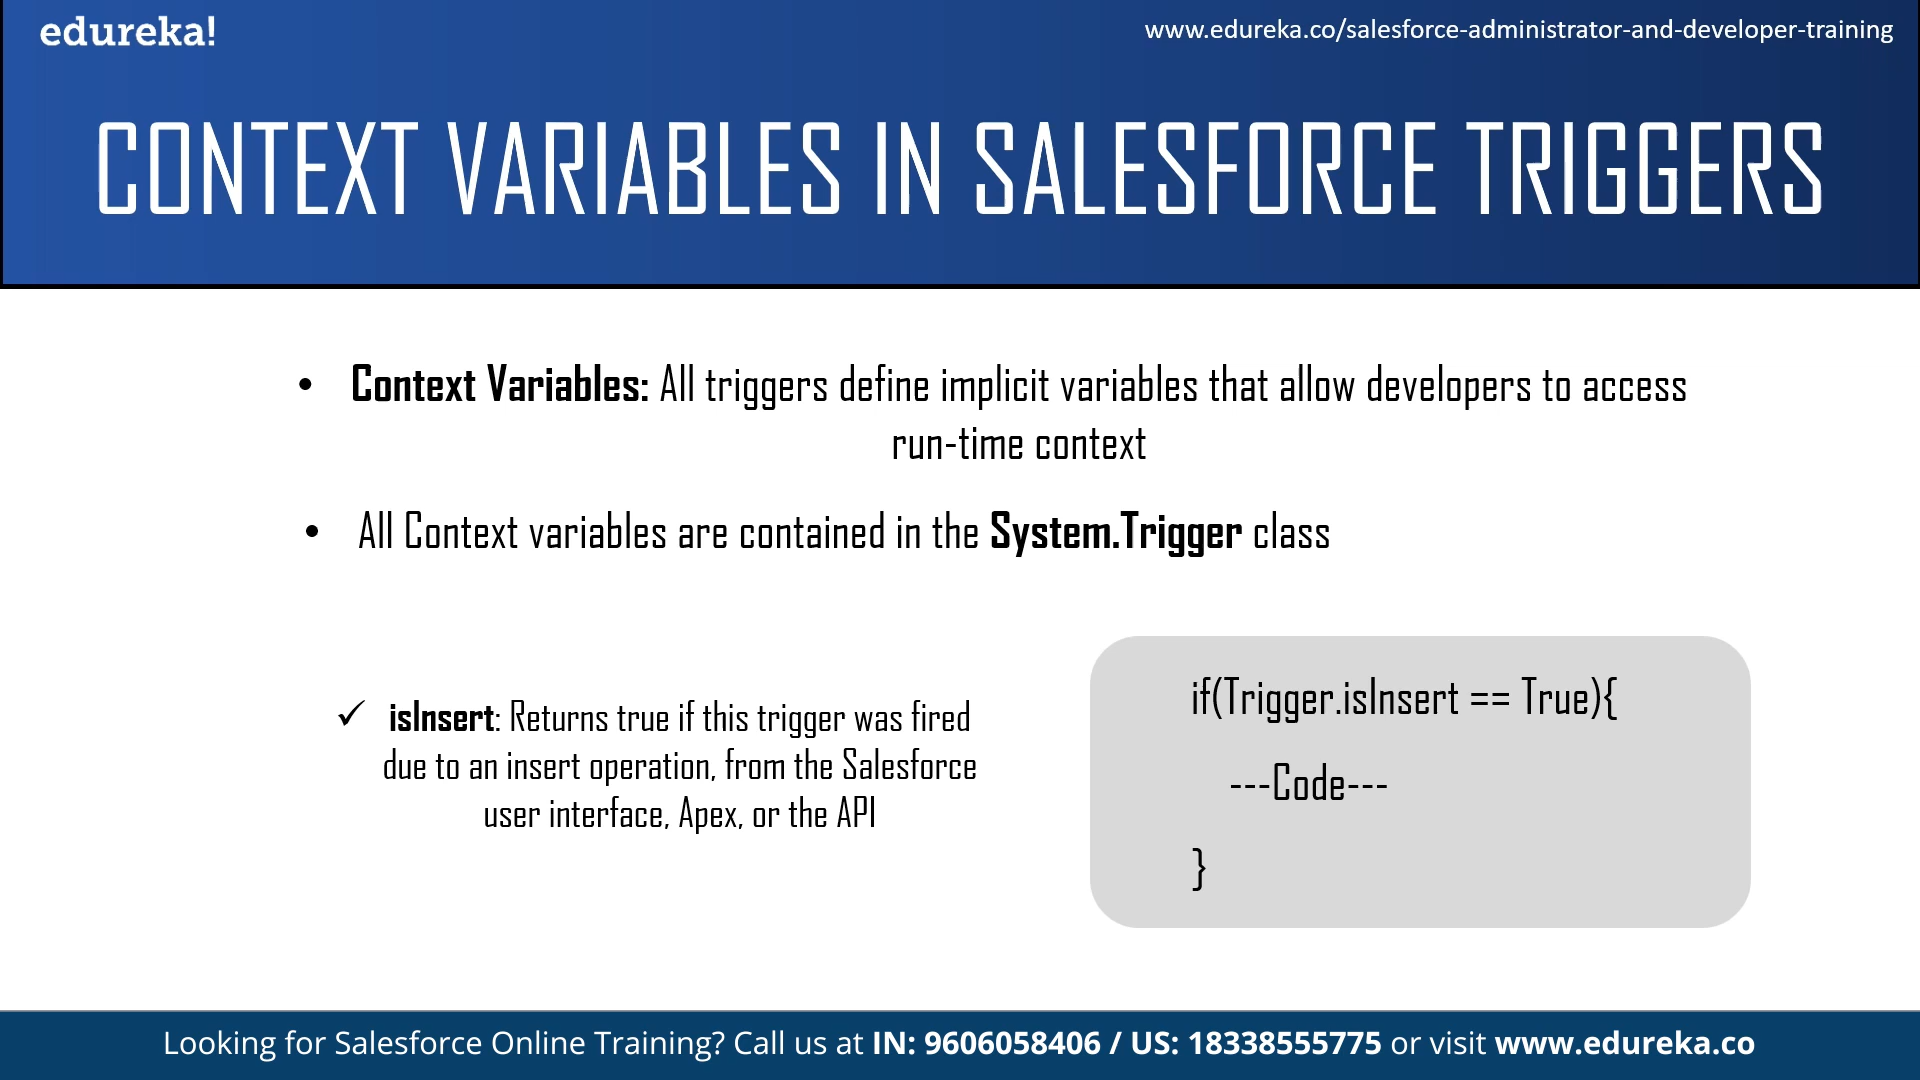 edureka!
www.edureka.co/salesforce-administrator-and-developer-training
CONTEXT VARIABLES IN SALESFORCE TRIGGERS
• Context Variables: All triggers define implicit variables that allow developers to access
run-time context
• All Context variables are contained in the System.Trigger class
✓ isInsert: Returns true if this trigger was fired
due to an insert operation, from the Salesforce
user interface, Apex, or the API
if(Trigger.isInsert == True){
---Code---
}
Looking for Salesforce Online Training? Call us at IN: 9606058406 / US: 18338555775 or visit www.edureka.co